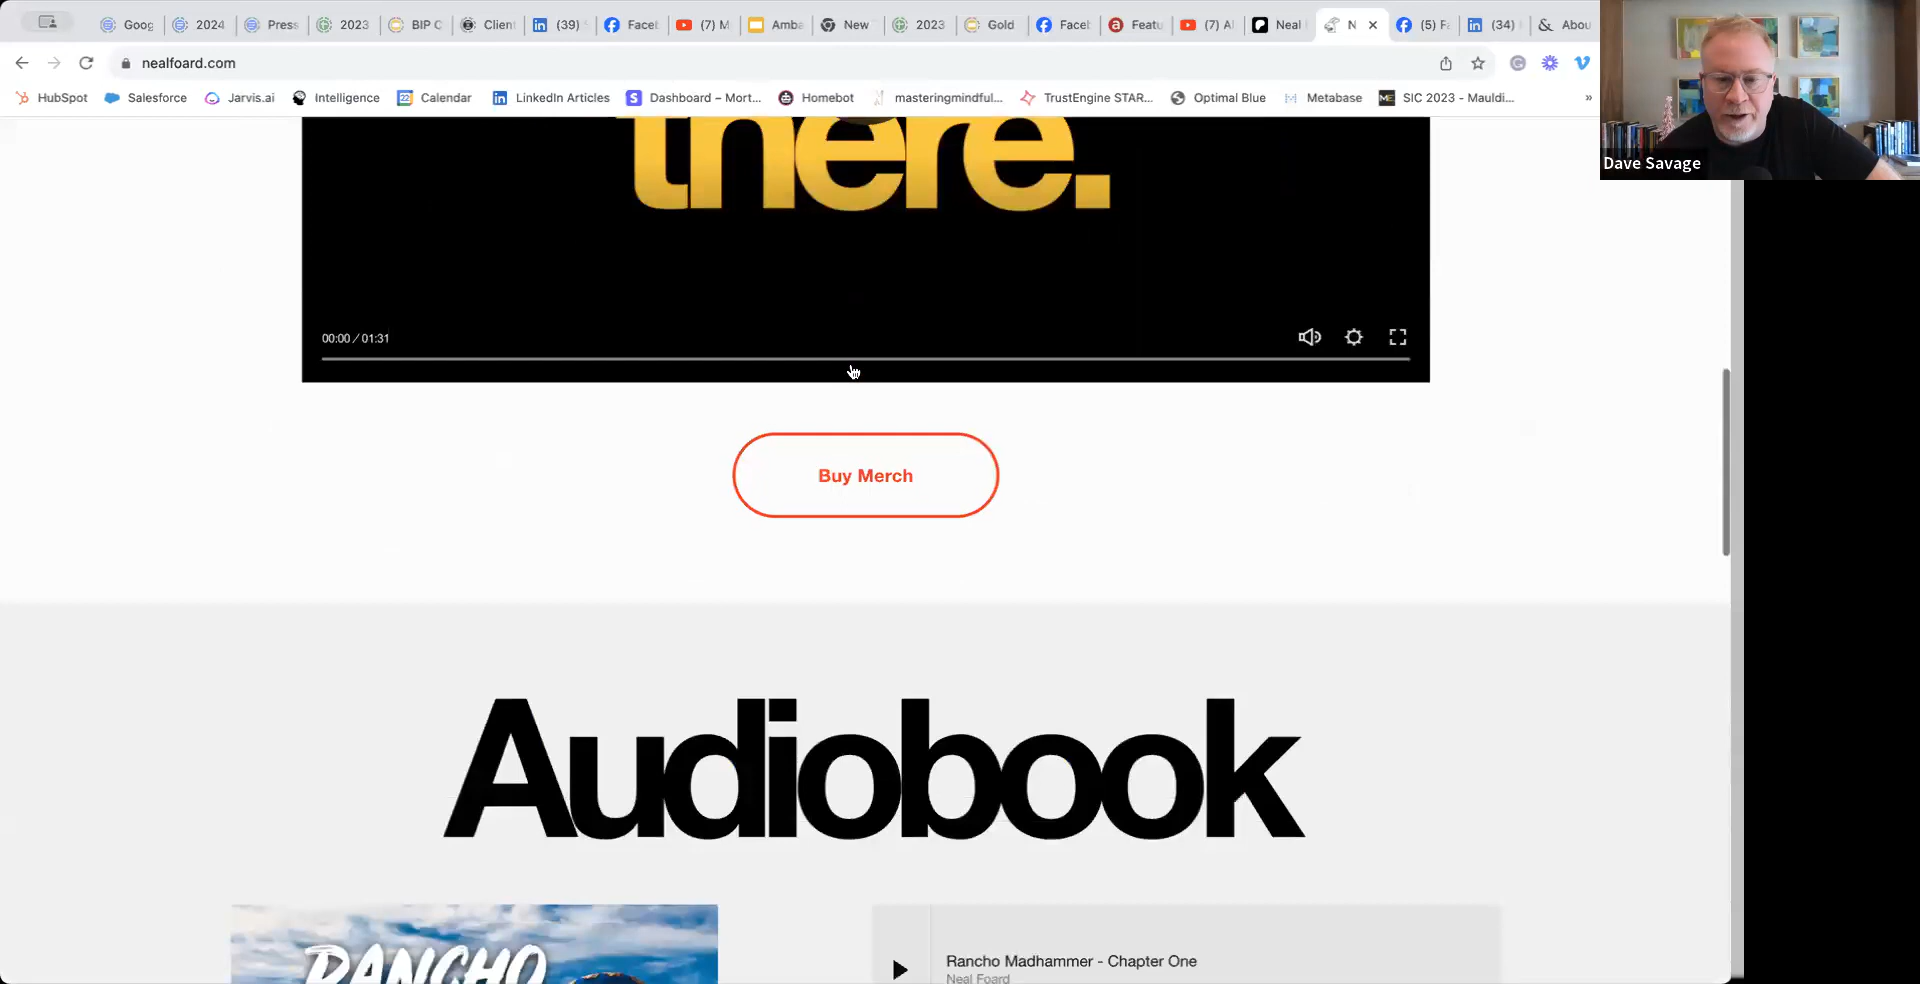 Goog
2024
Press
2023
BIP C
Client
(39)
Faceb
(7) M
Amba
New
2023
Gold
Faceb
Featu
(7) Al
Neal
N
(5) Fa
(34)
Abou
nealfoard.com
HubSpot
Salesforce
Jarvis.ai
Intelligence
Calendar
LinkedIn Articles
Dashboard – Mort...
Homebot
masteringmindful...
TrustEngine STAR...
Optimal Blue
Metabase
SIC 2023 - Mauldi...
»
Dave Savage
there.
00:00 / 01:31
Buy Merch
Audiobook
RANCHO
Rancho Madhammer - Chapter One
Neal Foard